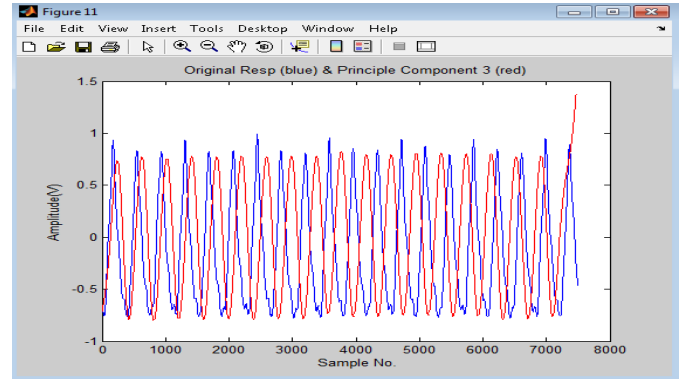 Figure 11
File Edit View Insert Tools Desktop Window Help
Original Resp (blue) & Principle Component 3 (red)
1.5
1
0.5
0
-0.5
-1
Amplitude(V)
0 1000 2000 3000 4000 5000 6000 7000 8000
Sample No.